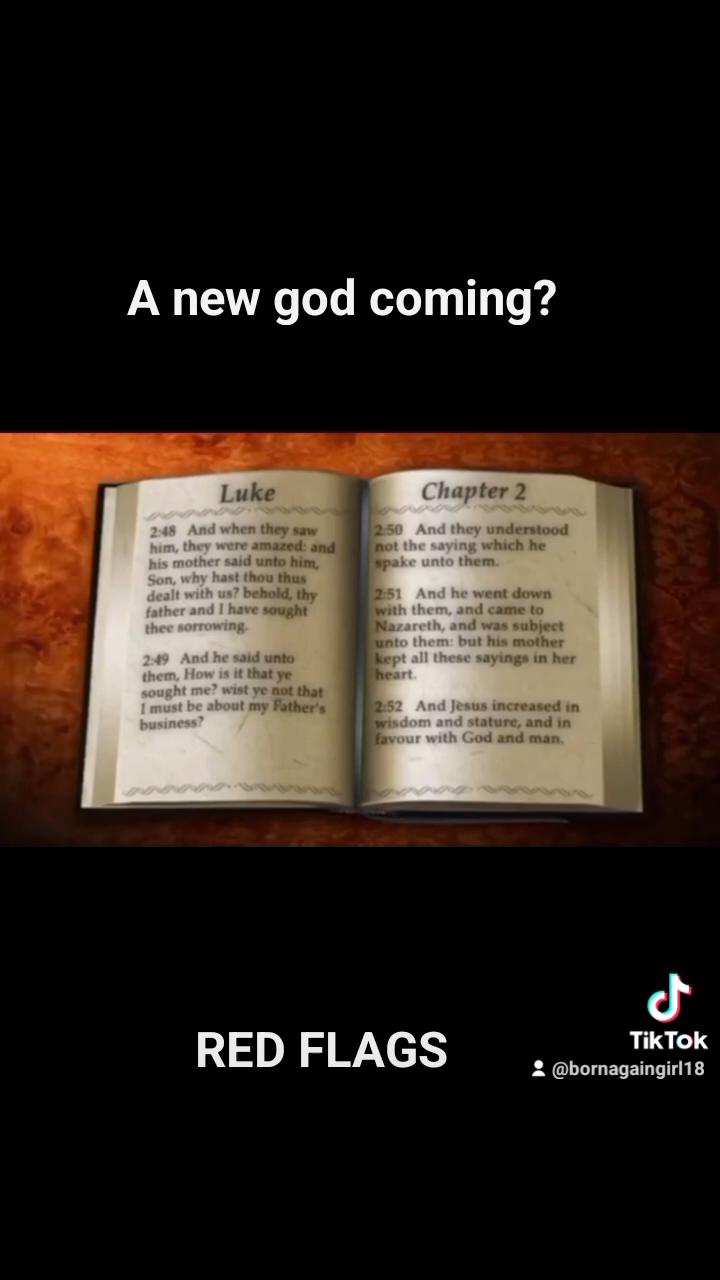 A new god coming?
Luke
2:48 And when they saw
him, they were amazed: and
his mother said unto him,
Son, why hast thou thus
dealt with us? behold, thy
father and I have sought
thee sorrowing.
2:49 And he said unto
them, How is it that ye
sought me? wist ye not that
I must be about my Father's
business?
Chapter 2
2:50 And they understood
not the saying which he
spake unto them.
2:51 And he went down
with them, and came to
Nazareth, and was subject
unto them: but his mother
kept all these sayings in her
heart.
2:52 And Jesus increased in
wisdom and stature, and in
favour with God and man.
RED FLAGS
TikTok
@bornagaingirl18